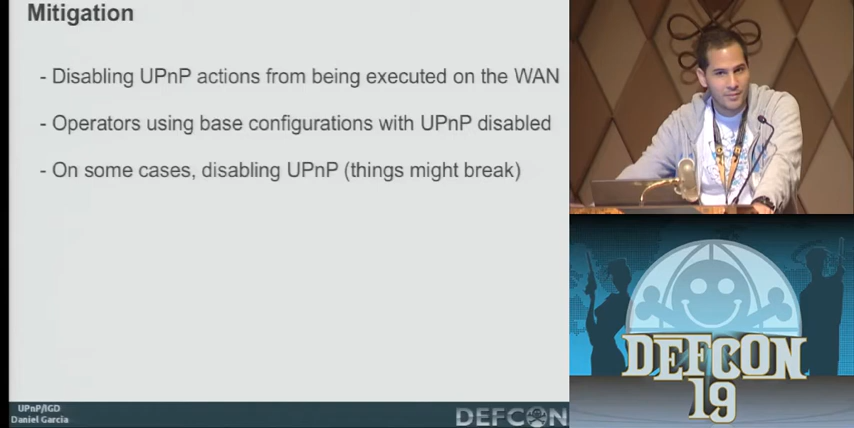 Mitigation
- Disabling UPnP actions from being executed on the WAN
- Operators using base configurations with UPnP disabled
- On some cases, disabling UPnP (things might break)
UPnP/IGD
Daniel Garcia
DEFCON
DEFCON
19